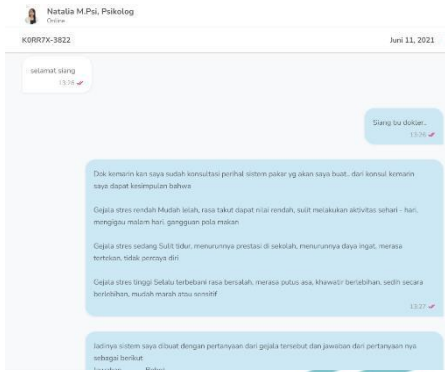 Natalia M.Psi, Psikolog
Online
K0RR7X-3822
Juni 11, 2021
selamat siang
13:26
Siang bu dokter..
13:26
Dok kemarin kan saya sudah konsultasi perihal sistem pakar yg akan saya buat.. dari konsul kemarin
saya dapat kesimpulan bahwa
Gejala stres rendah Mudah lelah, rasa takut dapat nilai rendah, sulit melakukan aktivitas sehari - hari,
mengigau malam hari, gangguan pola makan
Gejala stres sedang Sulit tidur, menurunnya prestasi di sekolah, menurunnya daya ingat, merasa
tertekan, tidak percaya diri
Gejala stres tinggi Selalu terbebani rasa bersalah, merasa putus asa, khawatir berlebihan, sedih secara
berlebihan, mudah marah atau sensitif
13:27
Jadinya sistem saya dibuat dengan pertanyaan dari gejala tersebut dan jawaban dari pertanyaan nya
sebagai berikut